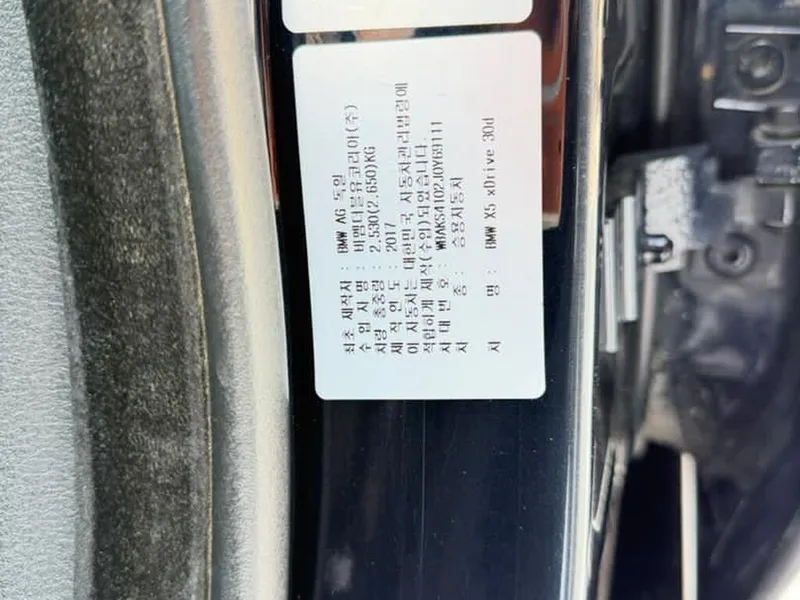 최초 제작자 : BMW AG 독일
수 입 자 명 : 비엠더블유코리아(주)
차량 총중량 : 2.530(2.650)KG
제 작 연 도 : 2017
이 자동차는 대한민국 자동차관리법령에
적합하게 제작(수입)되었습니다.
차 대 번 호 : WBAKS4102J0Y69111
차 종 : 승용자동차
차 명 : BMW X5 xDrive 30d